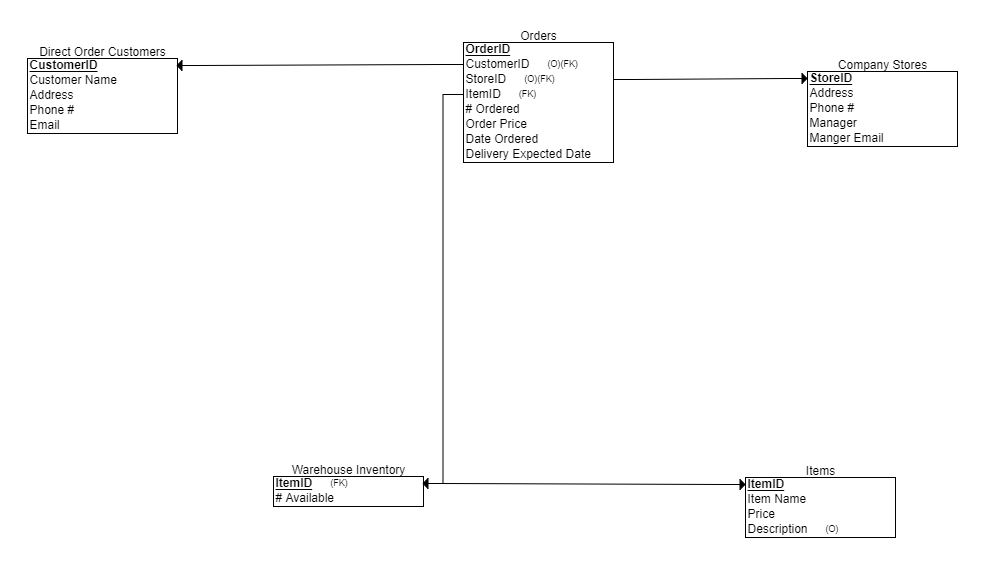 Direct Order Customers
CustomerID
Customer Name
Address
Phone #
Email
Orders
OrderID
CustomerID (O)(FK)
StoreID (O)(FK)
ItemID (FK)
# Ordered
Order Price
Date Ordered
Delivery Expected Date
Company Stores
StoreID
Address
Phone #
Manager
Manger Email
Warehouse Inventory
ItemID (FK)
# Available
Items
ItemID
Item Name
Price
Description (O)